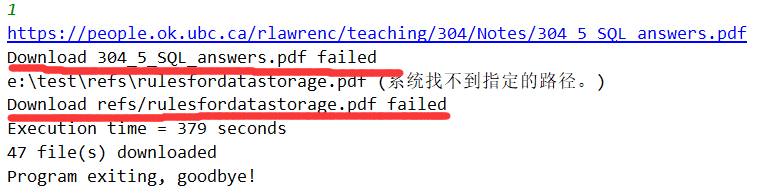 1
https://people.ok.ubc.ca/rlawrenc/teaching/304/Notes/304_5_SQL_answers.pdf
Download 304_5_SQL_answers.pdf failed
e:\test\refs\rulesfordatastorage.pdf (系统找不到指定的路径。)
Download refs/rulesfordatastorage.pdf failed
Execution time = 379 seconds
47 file(s) downloaded
Program exiting, goodbye!